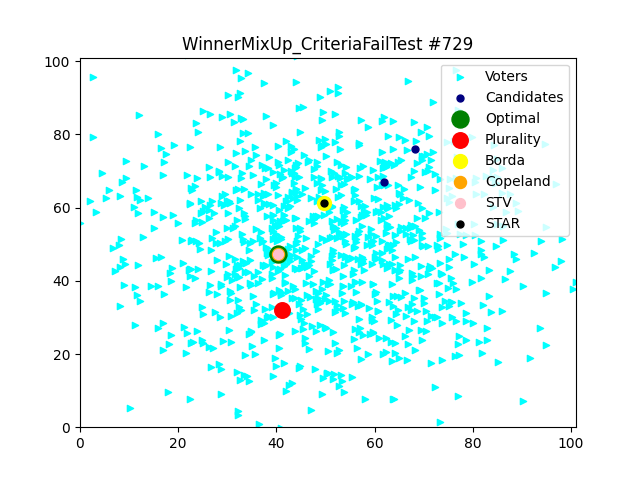 WinnerMixUp_CriteriaFailTest #729
100
80
60
40
20
0
0
20
40
60
80
100
Voters
Candidates
Optimal
Plurality
Borda
Copeland
STV
STAR